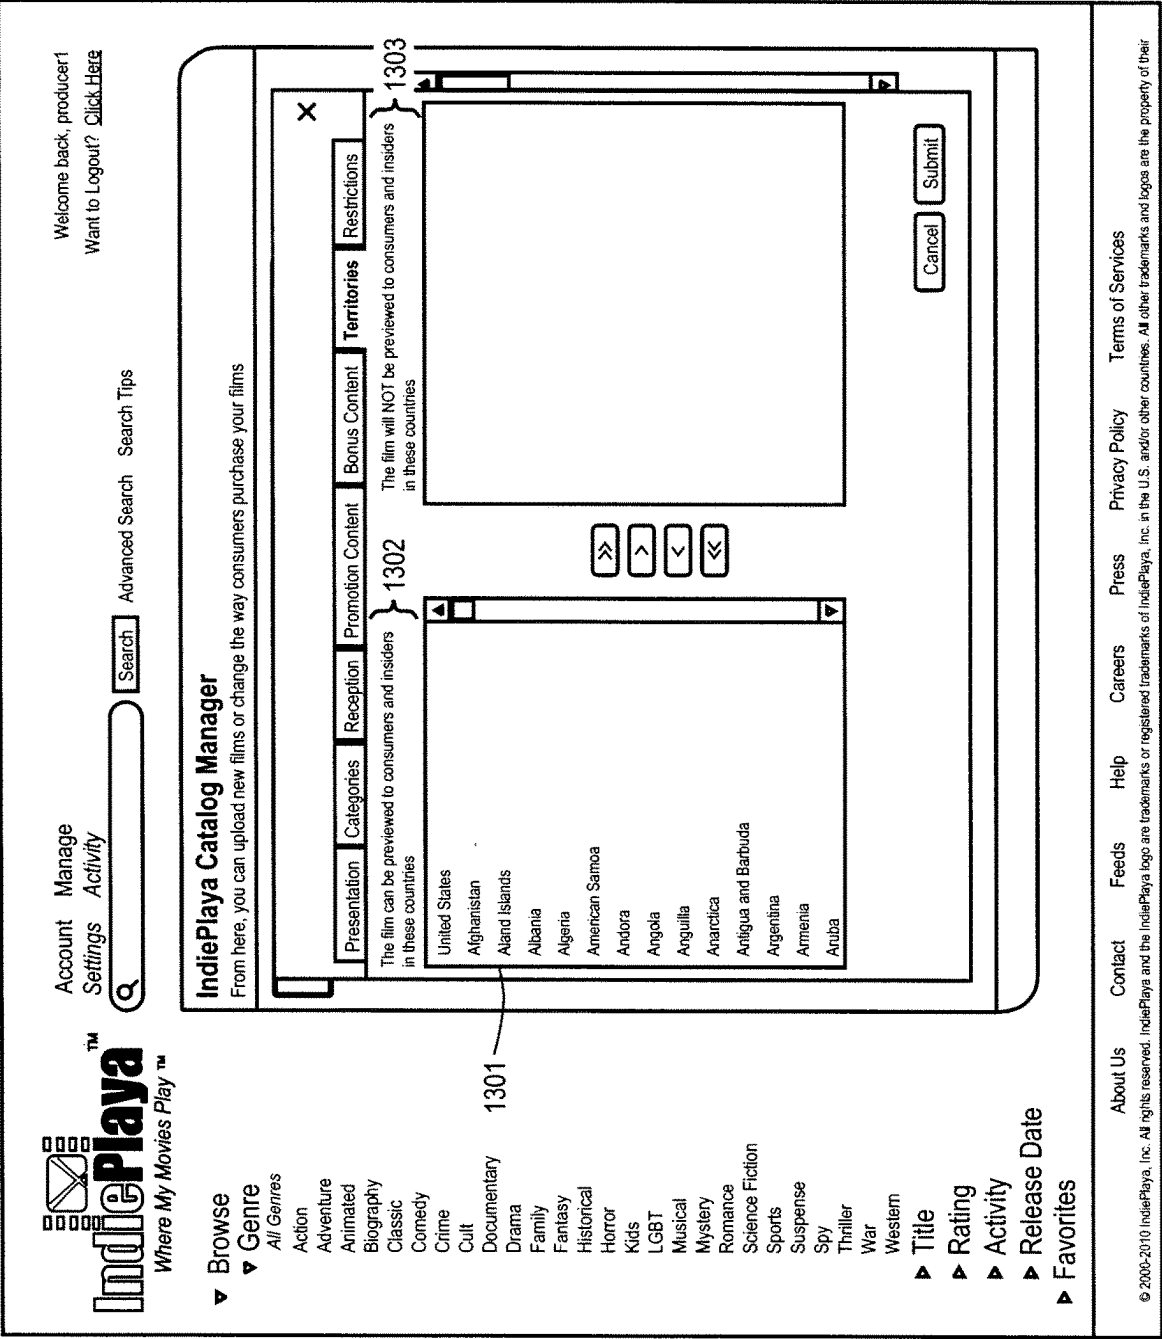 IndiePlaya™
Where My Movies Play ™
Account Manage
Settings Activity
Search Advanced Search Search Tips
Welcome back, producer1
Want to Logout? Click Here
Browse
Genre
All Genres
Action
Adventure
Animated
Biography
Classic
Comedy
Crime
Cult
Documentary
Drama
Family
Fantasy
Historical
Horror
Kids
LGBT
Musical
Mystery
Romance
Science Fiction
Sports
Suspense
Spy
Thriller
War
Western
Title
Rating
Activity
Release Date
Favorites
IndiePlaya Catalog Manager
From here, you can upload new films or change the way consumers purchase your films
X
Presentation Categories Reception Promotion Content Bonus Content Territories Restrictions
The film can be previewed to consumers and insiders
in these countries
1302
The film will NOT be previewed to consumers and insiders
in these countries
1303
1301
United States
Afghanistan
Aland Islands
Albania
Algeria
American Samoa
Andora
Angola
Anguilla
Anarctica
Antigua and Barbuda
Argentina
Armenia
Aruba
>>
>
<
<<
Cancel Submit
About Us Contact Feeds Help Careers Press Privacy Policy Terms of Services
© 2000-2010 IndiePlaya, Inc. All rights reserved. IndiePlaya and the IndiePlaya logo are trademarks or registered trademarks of IndiePlaya, Inc. in the U.S. and/or other countries. All other trademarks and logos are the property of their